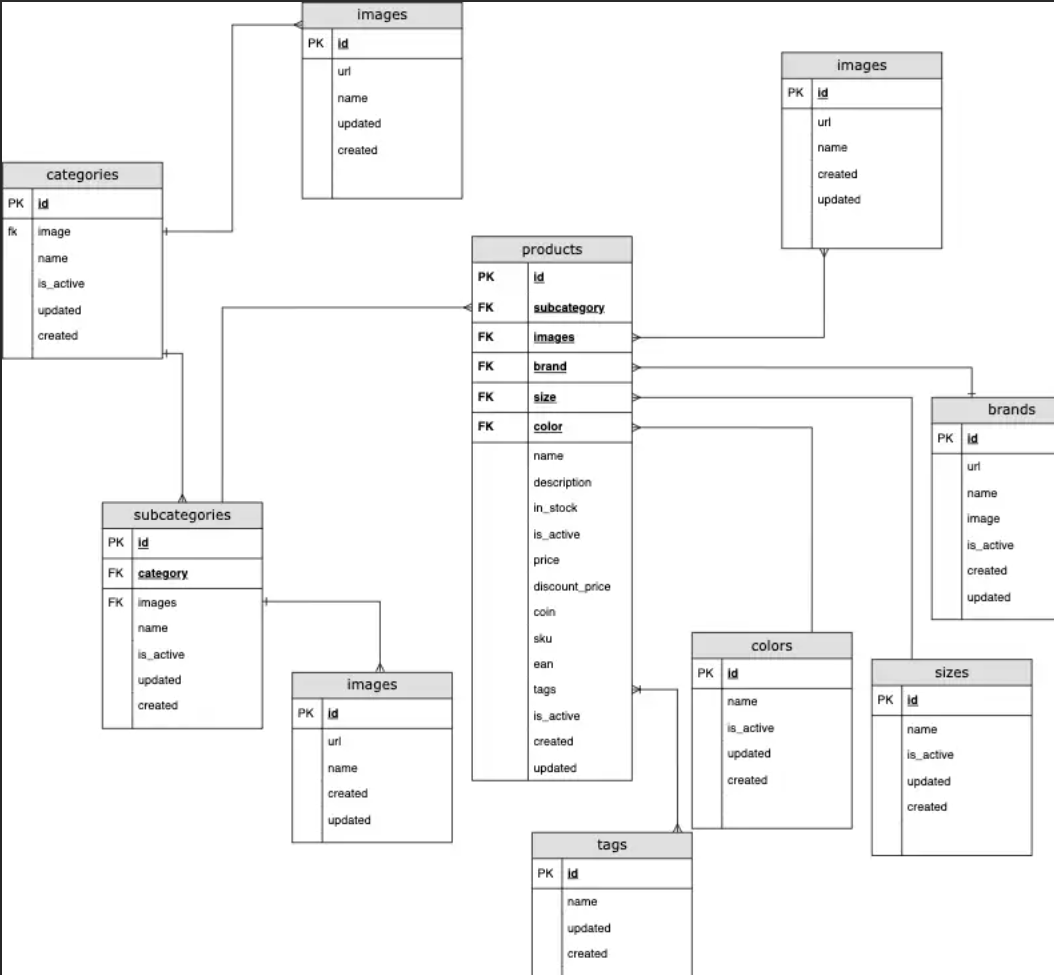 images
PK id
url
name
updated
created
images
PK id
url
name
created
updated
categories
PK id
fk image
name
is_active
updated
created
products
PK id
FK subcategory
FK images
FK brand
FK size
FK color
name
description
in_stock
is_active
price
discount_price
coin
sku
ean
tags
is_active
created
updated
brands
PK id
url
name
image
is_active
created
updated
subcategories
PK id
FK category
FK images
name
is_active
updated
created
images
PK id
url
name
created
updated
colors
PK id
name
is_active
updated
created
sizes
PK id
name
is_active
updated
created
tags
PK id
name
updated
created